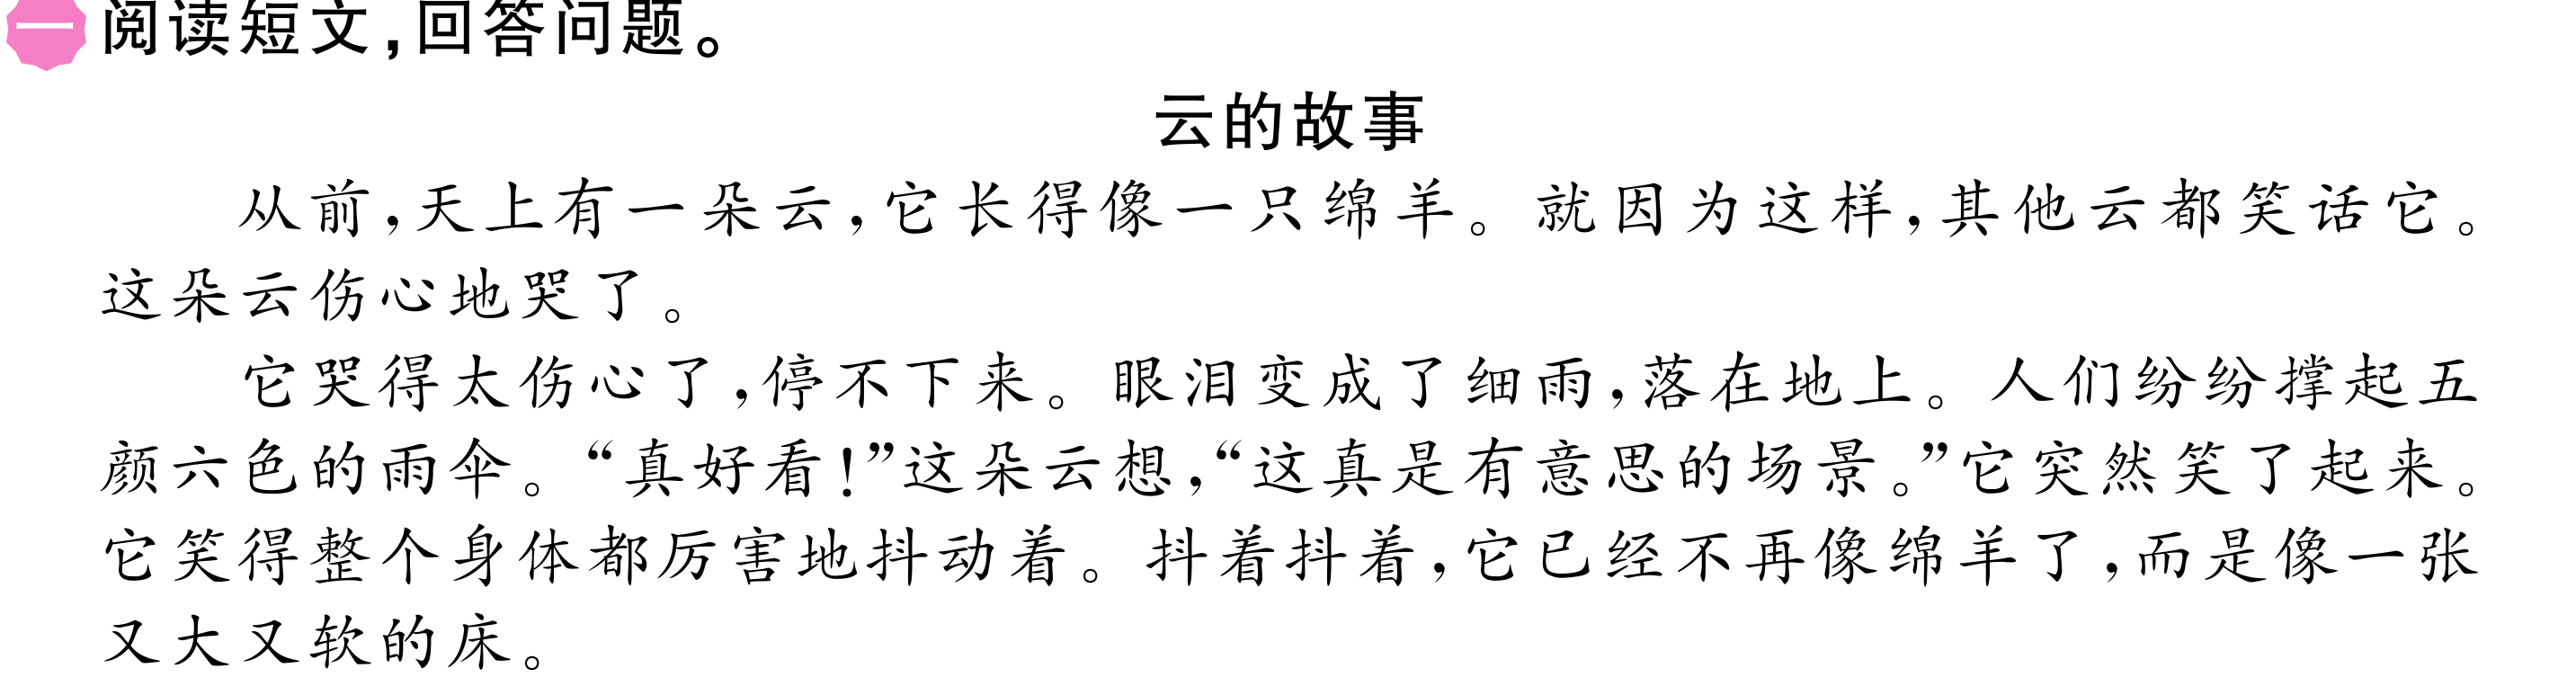 一 阅读短文,回答问题。
云的故事
从前,天上有一朵云,它长得像一只绵羊。就因为这样,其他云都笑话它。
这朵云伤心地哭了。
它哭得太伤心了,停不下来。眼泪变成了细雨,落在地上。人们纷纷撑起五
颜六色的雨伞。“真好看!”这朵云想,“这真是有意思的场景。”它突然笑了起来。
它笑得整个身体都厉害地抖动着。抖着抖着,它已经不再像绵羊了,而是像一张
又大又软的床。